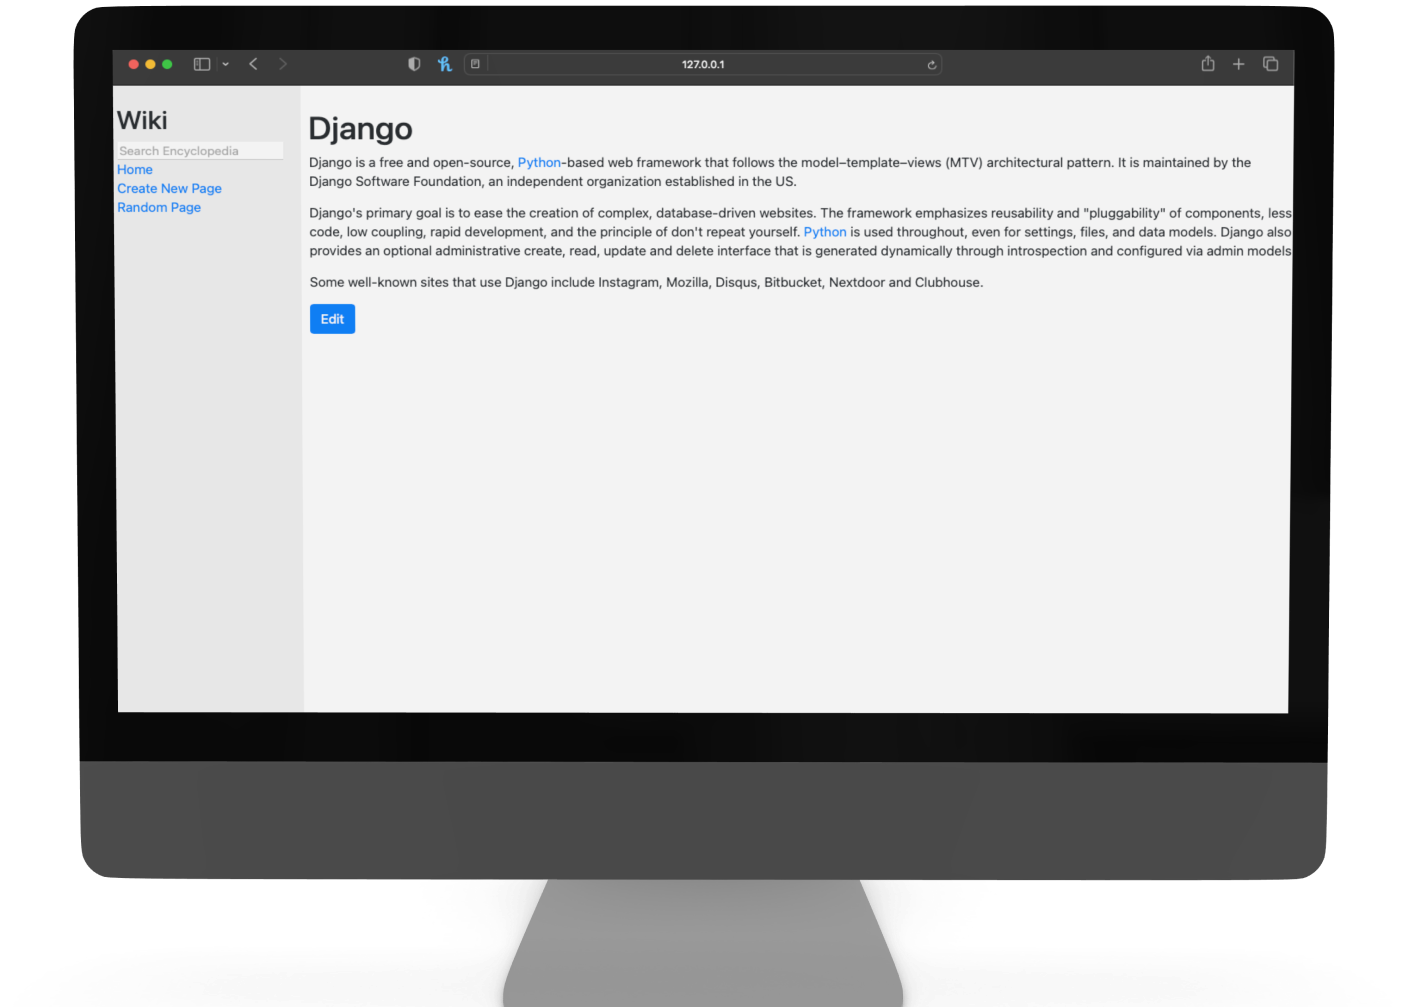 127.0.0.1
Wiki
Search Encyclopedia
Home
Create New Page
Random Page
Django
Django is a free and open-source, Python-based web framework that follows the model–template–views (MTV) architectural pattern. It is maintained by the
Django Software Foundation, an independent organization established in the US.
Django's primary goal is to ease the creation of complex, database-driven websites. The framework emphasizes reusability and "pluggability" of components, less
code, low coupling, rapid development, and the principle of don't repeat yourself. Python is used throughout, even for settings, files, and data models. Django also
provides an optional administrative create, read, update and delete interface that is generated dynamically through introspection and configured via admin models
Some well-known sites that use Django include Instagram, Mozilla, Disqus, Bitbucket, Nextdoor and Clubhouse.
Edit